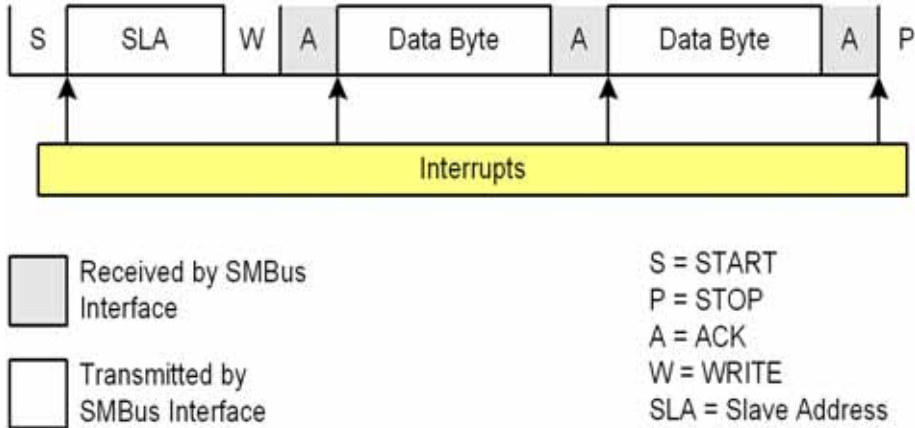 S SLA W A Data Byte A Data Byte A P
Interrupts
Received by SMBus
Interface
Transmitted by
SMBus Interface
S = START
P = STOP
A = ACK
W = WRITE
SLA = Slave Address